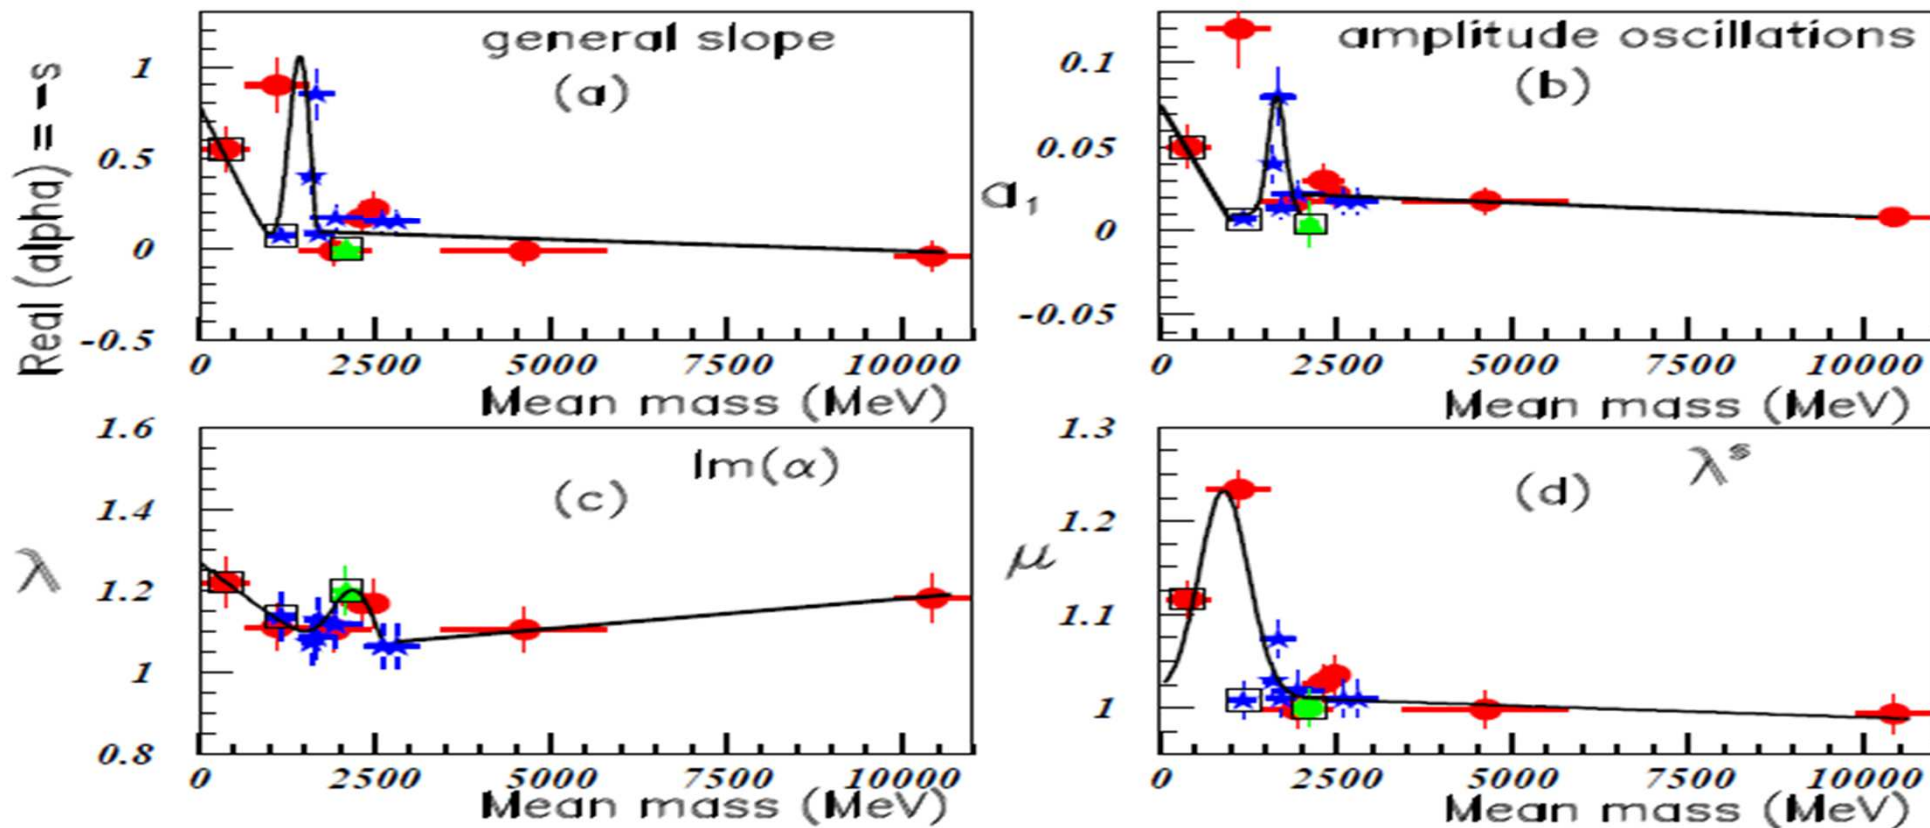 general slope
(a)
Real (alpha) = -s
1
0.5
0
-0.5
0 2500 5000 7500 10000
Mean mass (MeV)
amplitude oscillations
(b)
a1
0.1
0.05
0
-0.05
0 2500 5000 7500 10000
Mean mass (MeV)
Im(α)
(c)
λ
1.6
1.4
1.2
1
0.8
0 2500 5000 7500 10000
Mean mass (MeV)
λˢ
(d)
μ
1.3
1.2
1.1
1
0 2500 5000 7500 10000
Mean mass (MeV)